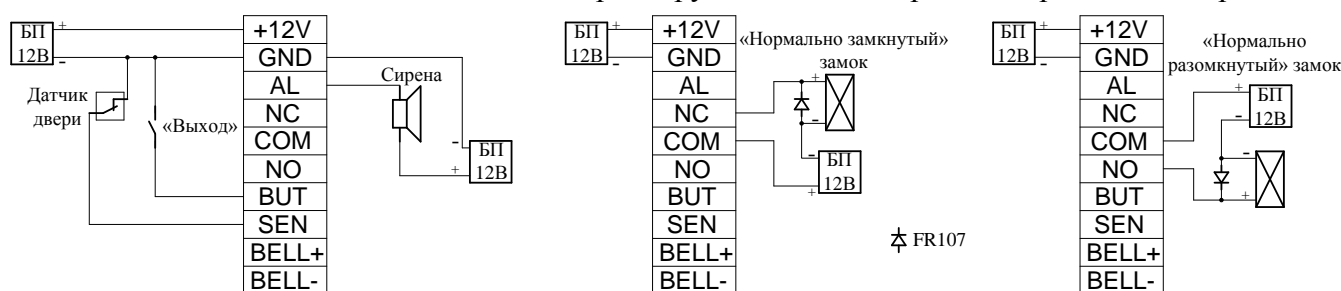 БП
12В
+
-
Датчик
двери
«Выход»
+12V
GND
AL
NC
COM
NO
BUT
SEN
BELL+
BELL-
Сирена
-
+
БП
12В
БП
12В
+
-
+12V
GND
AL
NC
COM
NO
BUT
SEN
BELL+
BELL-
«Нормально замкнутый»
замок
+
-
-
БП
12В
+
FR107
БП
12В
+
-
+12V
GND
AL
NC
COM
NO
BUT
SEN
BELL+
BELL-
«Нормально
разомкнутый» замок
+
БП
12В
-
-
+